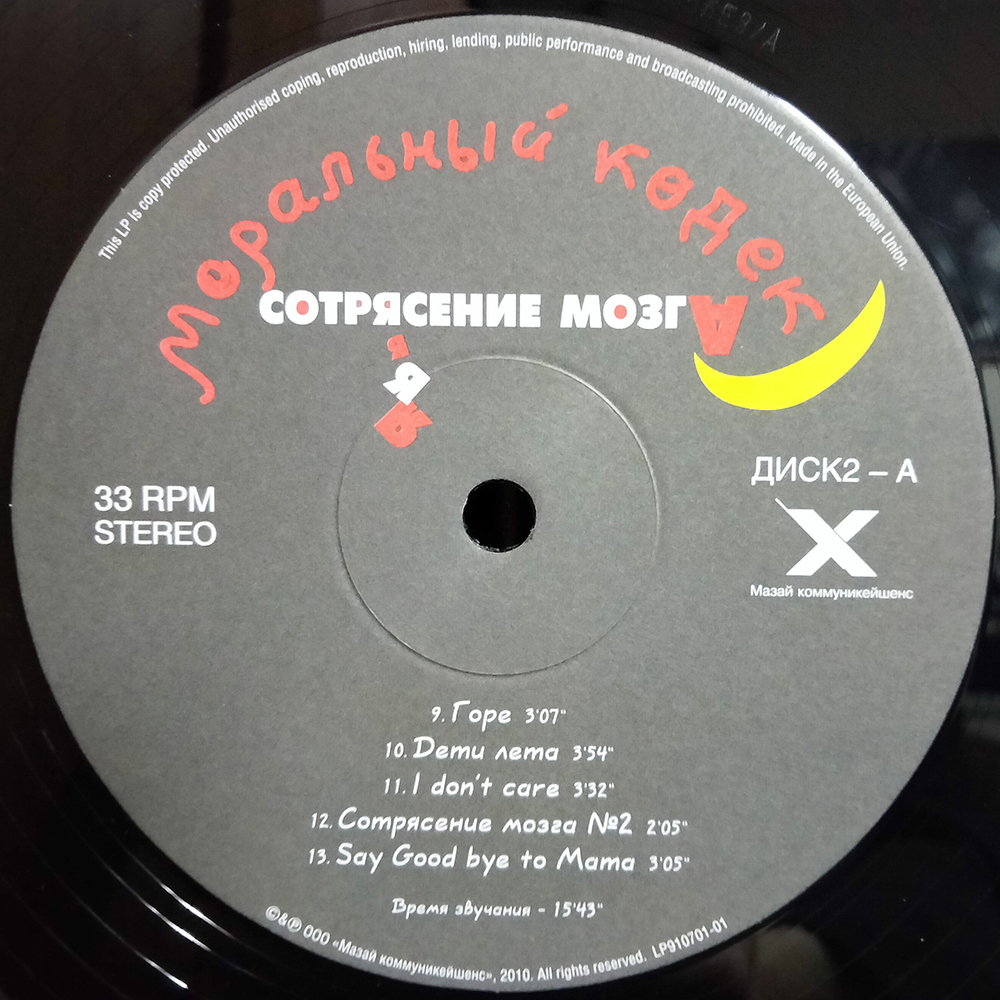 This LP is copy protected. Unauthorised coping, reproduction, hiring, lending, public performance and broadcasting prohibited. Made in the European Union.
Моральный кодекс
СОТРЯСЕНИЕ МОЗГА
я
Я
Я
33 RPM
STEREO
ДИСК2 – А
X
Мазай коммуникейшенс
9. Горе 3'07"
10. Дети лета 3'54"
11. I don't care 3'32"
12. Сотрясение мозга №2 2'05"
13. Say Good bye to Mama 3'05"
Время звучания - 15'43"
©&℗ ООО «Мазай коммуникейшенс», 2010. All rights reserved. LP910701-01